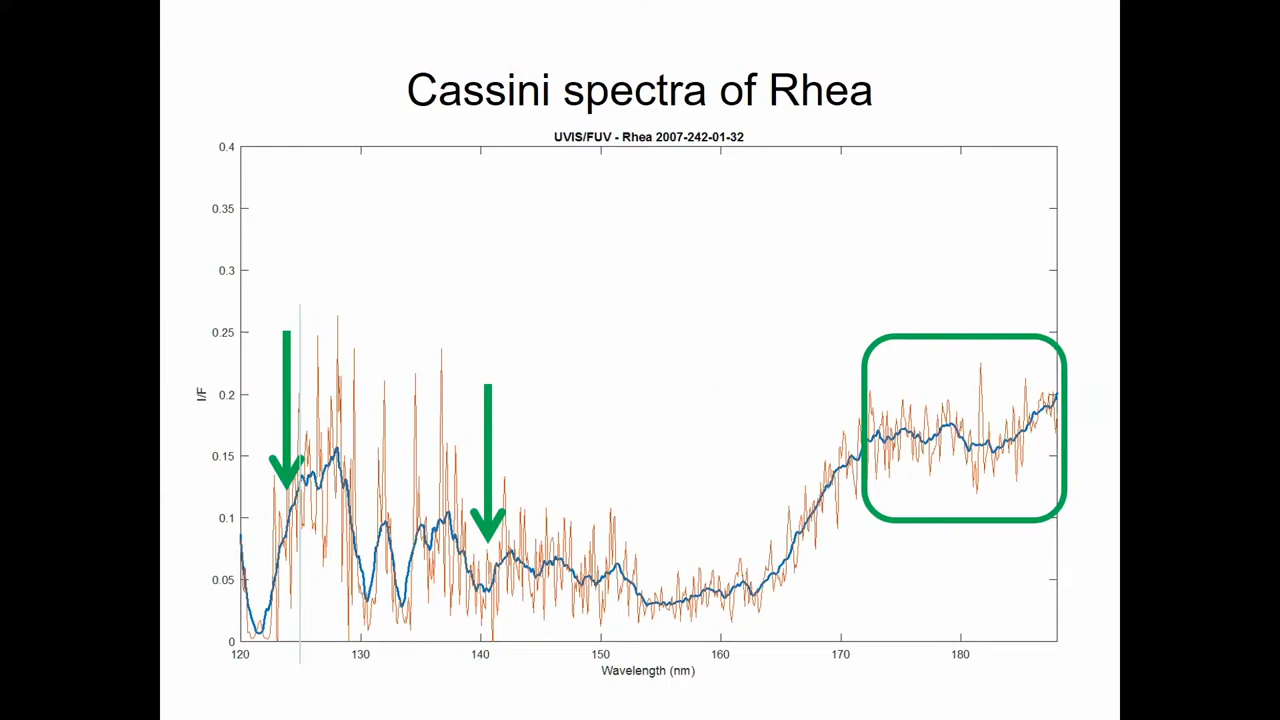 Cassini spectra of Rhea
UVIS/FUV - Rhea 2007-242-01-32
0.4
0.35
0.3
0.25
0.2
0.15
0.1
0.05
0
I/F
120 130 140 150 160 170 180
Wavelength (nm)